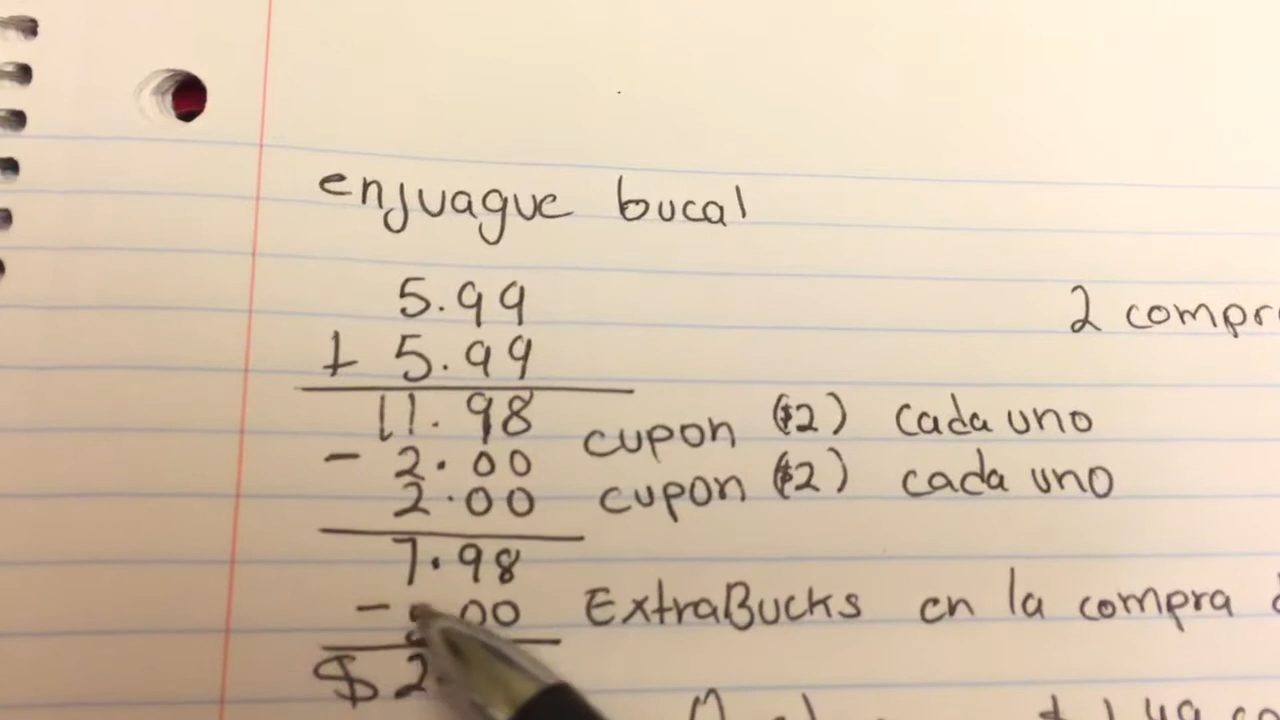 enjuague bucal
5.99
+ 5.99 2 compra
11.98 cupon ($2) cada uno
- 2.00
2.00 cupon ($2) cada uno
7.98
- .00 ExtraBucks en la compra
$2